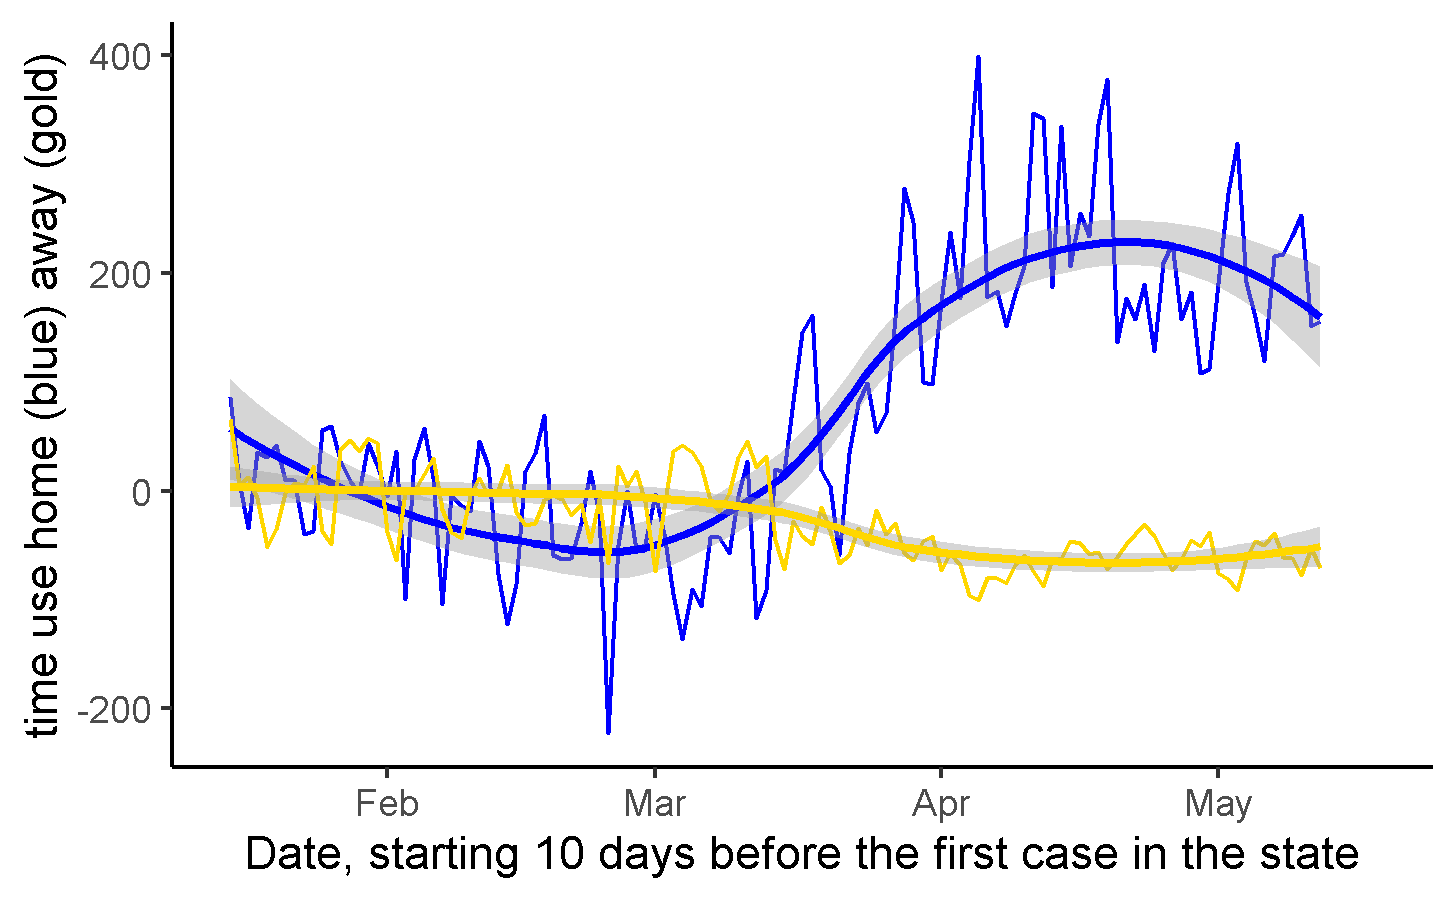 time use home (blue) away (gold)
400
200
0
-200
Feb Mar Apr May
Date, starting 10 days before the first case in the state